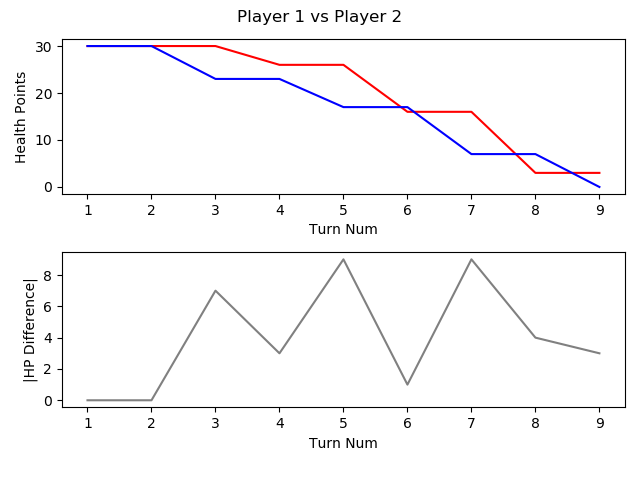 Player 1 vs Player 2
30
20
10
0
Health Points
1 2 3 4 5 6 7 8 9
Turn Num
8
6
4
2
0
|HP Difference|
1 2 3 4 5 6 7 8 9
Turn Num